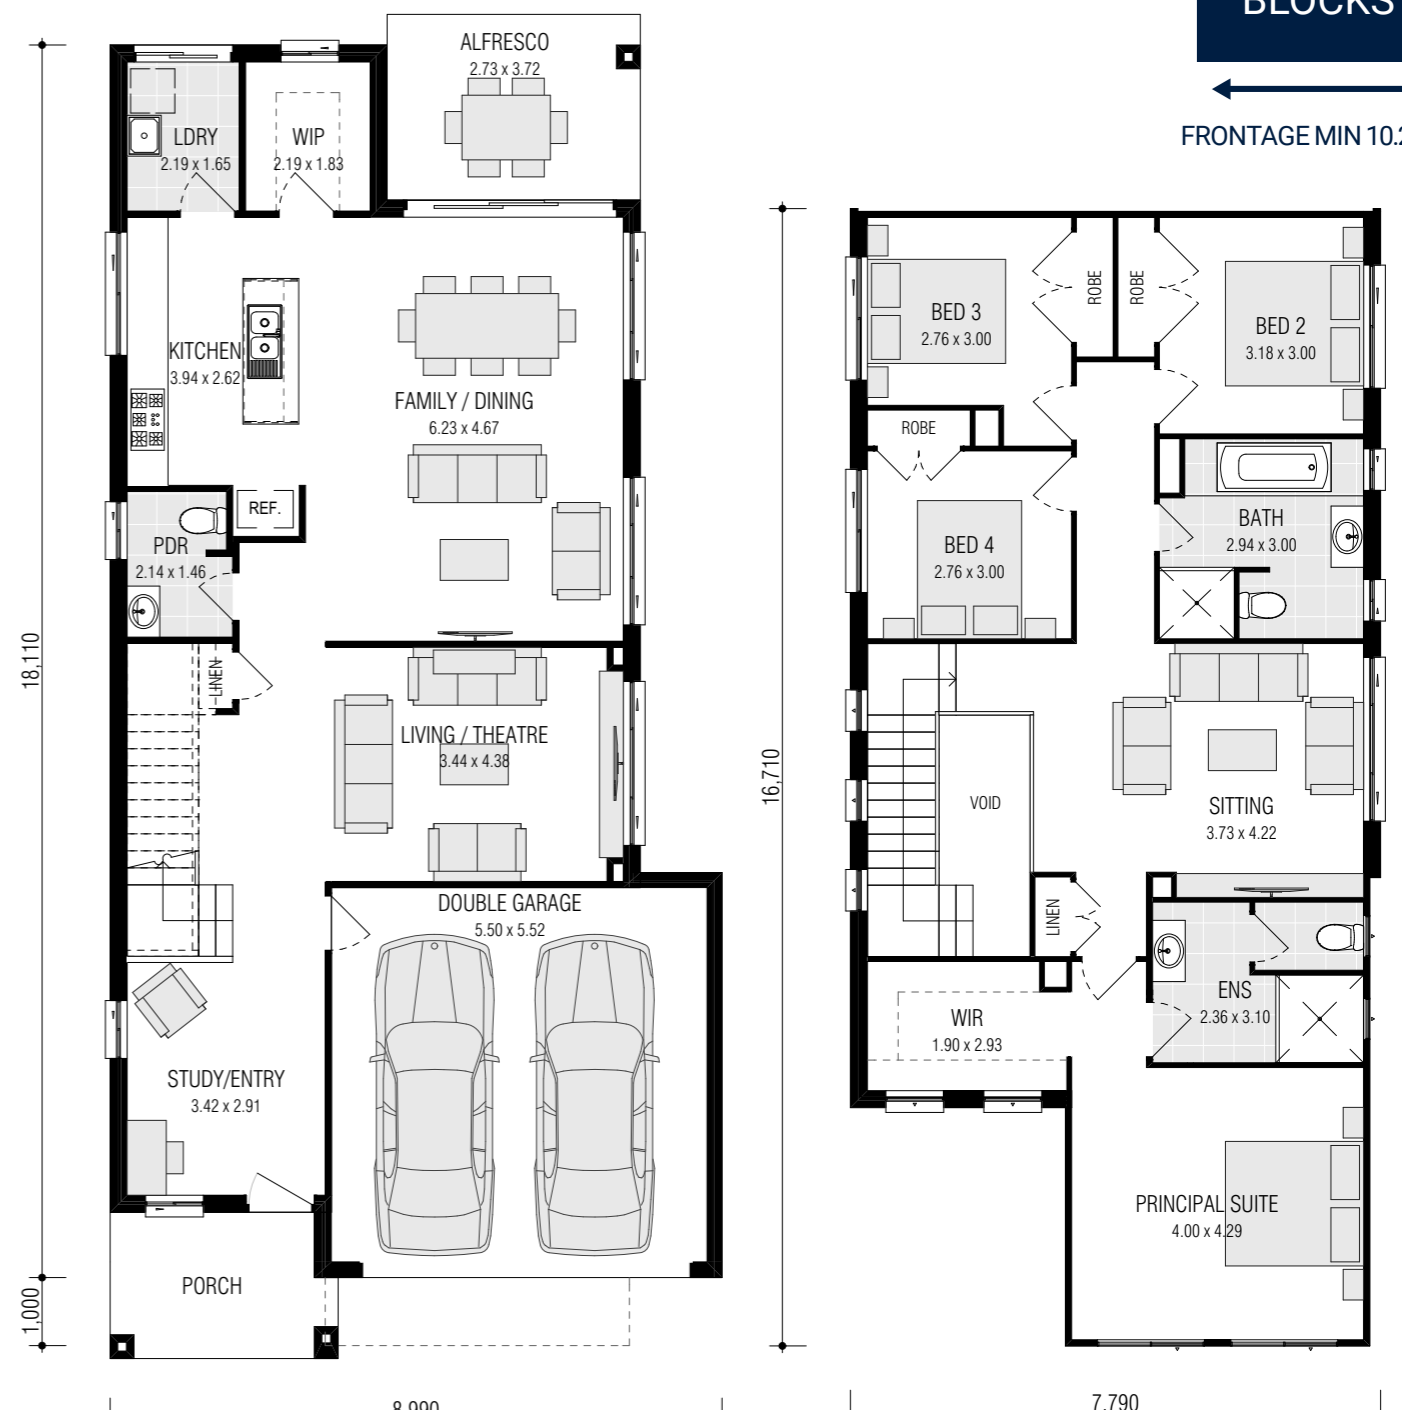 BLOCKS
FRONTAGE MIN 10.2
ALFRESCO
2.73 x 3.72
LDRY
2.19 x 1.65
WIP
2.19 x 1.83
KITCHEN
3.94 x 2.62
FAMILY / DINING
6.23 x 4.67
REF.
PDR
2.14 x 1.46
LINEN
LIVING / THEATRE
3.44 x 4.38
DOUBLE GARAGE
5.50 x 5.52
STUDY/ENTRY
3.42 x 2.91
PORCH
18,110
1,000
8,990
BED 3
2.76 x 3.00
ROBE
ROBE
BED 2
3.18 x 3.00
ROBE
BED 4
2.76 x 3.00
BATH
2.94 x 3.00
VOID
SITTING
3.73 x 4.22
LINEN
WIR
1.90 x 2.93
ENS
2.36 x 3.10
PRINCIPAL SUITE
4.00 x 4.29
16,710
7,790